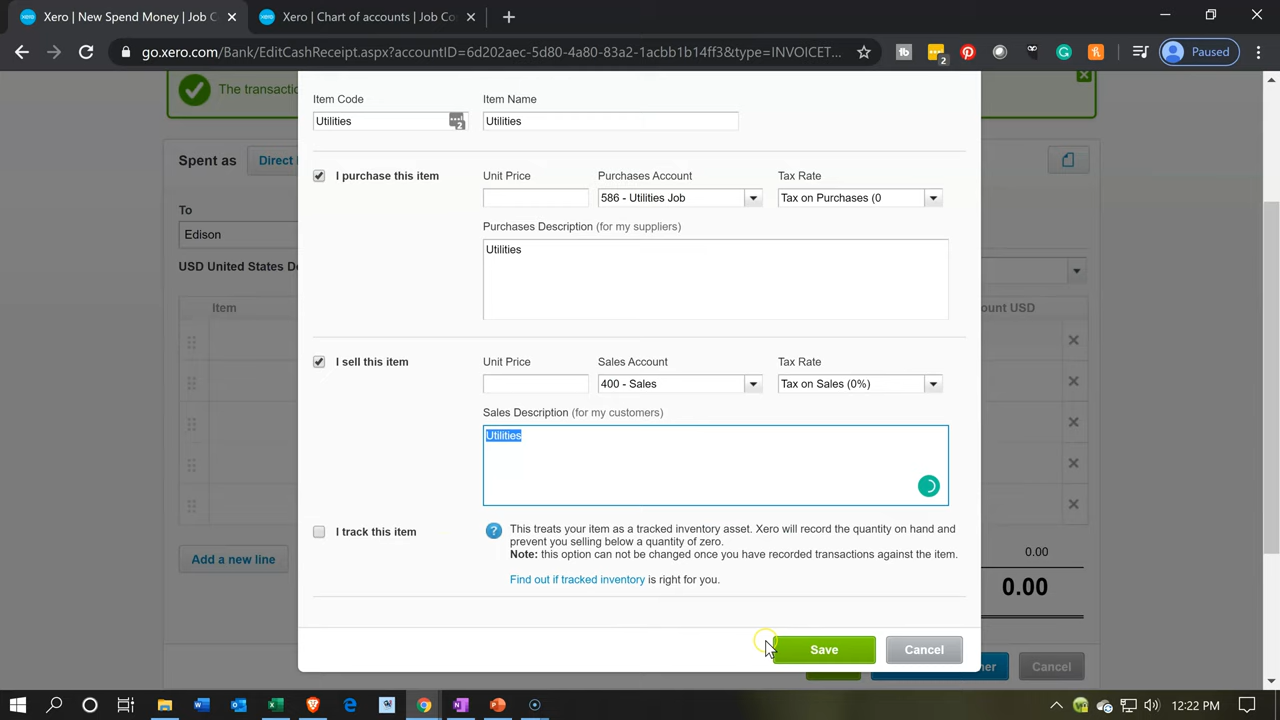 Xero | New Spend Money | Job C
Xero | Chart of accounts | Job Co
Paused
go.xero.com/Bank/EditCashReceipt.aspx?accountID=6d202aec-5d80-4a80-83a2-1acbb1b14ff3&type=INVOICET...
2
The transactio
Item Code
Item Name
Utilities
2
Utilities
Spent as
Direct
I purchase this item
Unit Price
Purchases Account
Tax Rate
586 - Utilities Job
Tax on Purchases (0
To
Purchases Description (for my suppliers)
Edison
Utilities
USD United States D
Item
ount USD
I sell this item
Unit Price
Sales Account
Tax Rate
400 - Sales
Tax on Sales (0%)
Sales Description (for my customers)
Utilities
I track this item
This treats your item as a tracked inventory asset. Xero will record the quantity on hand and
prevent you selling below a quantity of zero.
Note: this option can not be changed once you have recorded transactions against the item.
Find out if tracked inventory is right for you.
Add a new line
0.00
0.00
Save
Cancel
her
Cancel
12:22 PM